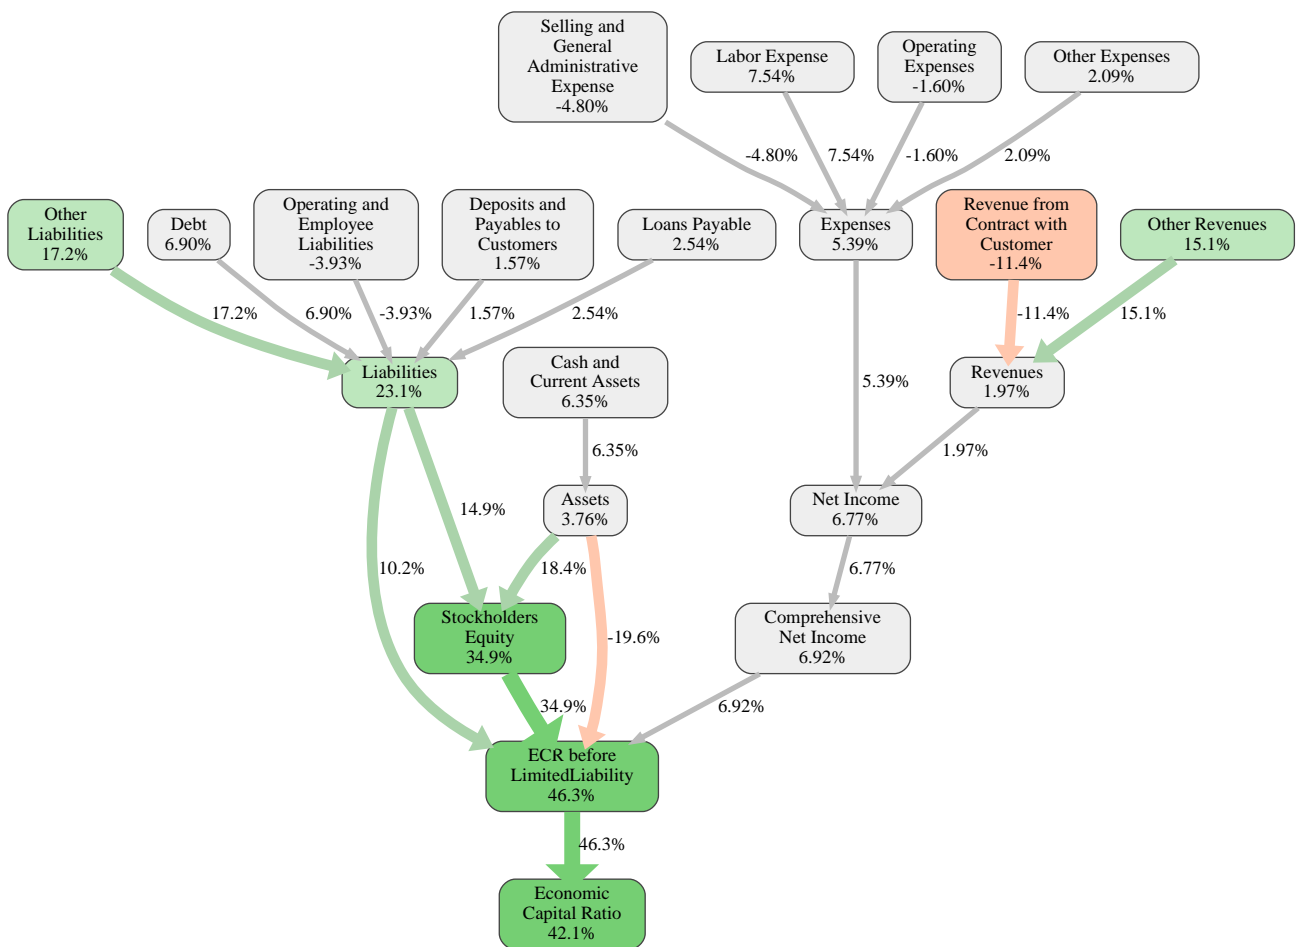 Selling and
General
Administrative
Expense
-4.80%
Labor Expense
7.54%
Operating
Expenses
-1.60%
Other Expenses
2.09%
-4.80%
7.54%
-1.60%
2.09%
Other
Liabilities
17.2%
Debt
6.90%
Operating and
Employee
Liabilities
-3.93%
Deposits and
Payables to
Customers
1.57%
Loans Payable
2.54%
Expenses
5.39%
Revenue from
Contract with
Customer
-11.4%
Other Revenues
15.1%
17.2%
6.90%
-3.93%
1.57%
2.54%
-11.4%
15.1%
Liabilities
23.1%
Cash and
Current Assets
6.35%
5.39%
Revenues
1.97%
6.35%
1.97%
14.9%
Assets
3.76%
Net Income
6.77%
10.2%
18.4%
6.77%
Stockholders
Equity
34.9%
-19.6%
Comprehensive
Net Income
6.92%
34.9%
6.92%
ECR before
LimitedLiability
46.3%
46.3%
Economic
Capital Ratio
42.1%